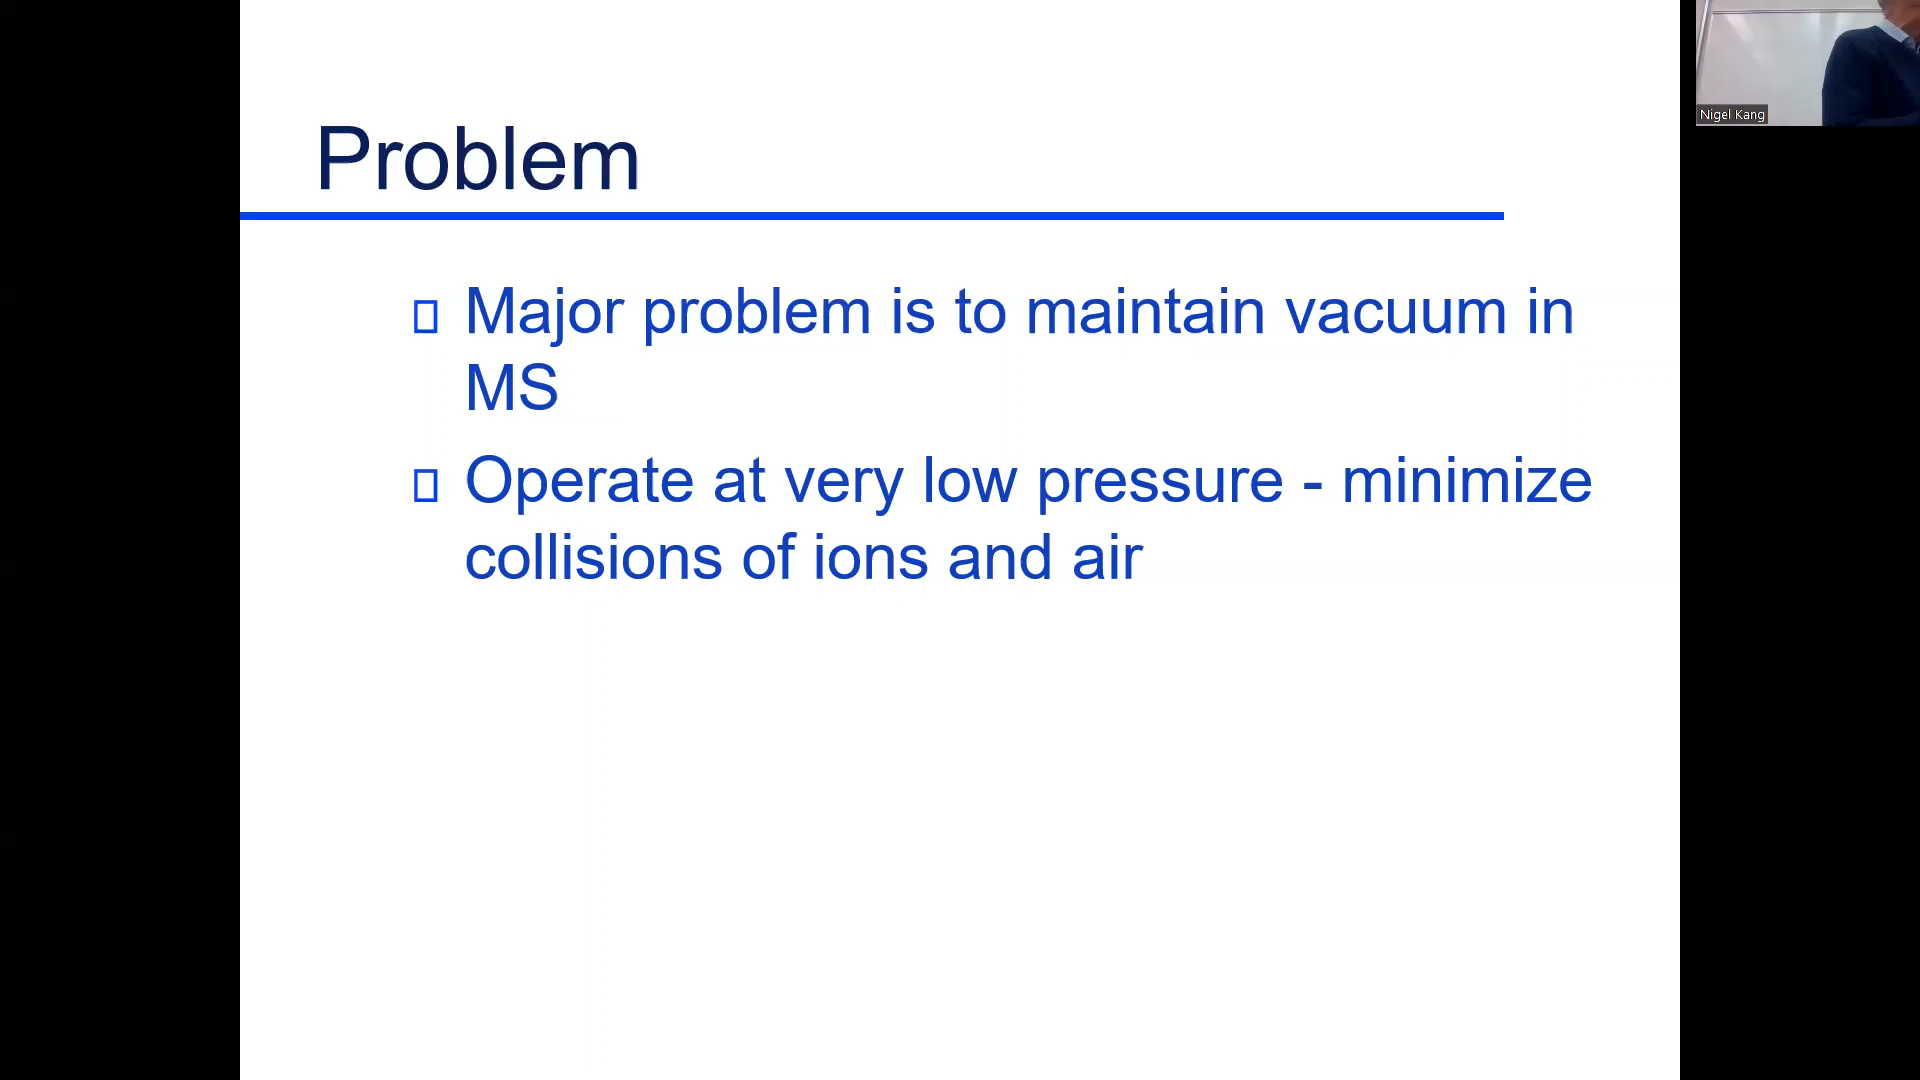 Problem
Major problem is to maintain vacuum in
MS
Operate at very low pressure - minimize
collisions of ions and air
Nigel Kang